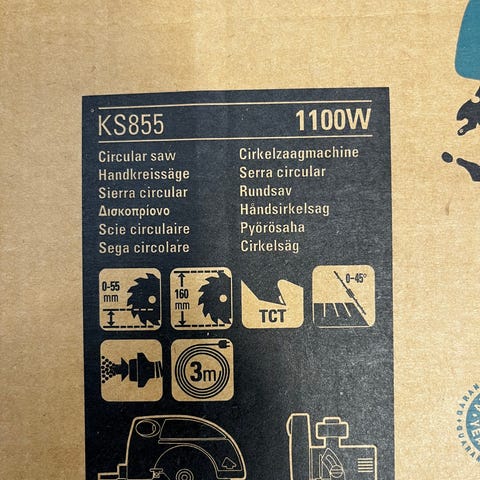 KS855 1100W
Circular saw
Handkreissäge
Sierra circular
Δισκοπρίονο
Scie circulaire
Sega circolare
Cirkelzaagmachine
Serra circular
Rundsav
Håndsirkelsag
Pyörösaha
Cirkelsåg
0-55
mm
160
mm
TCT
0-45°
3m